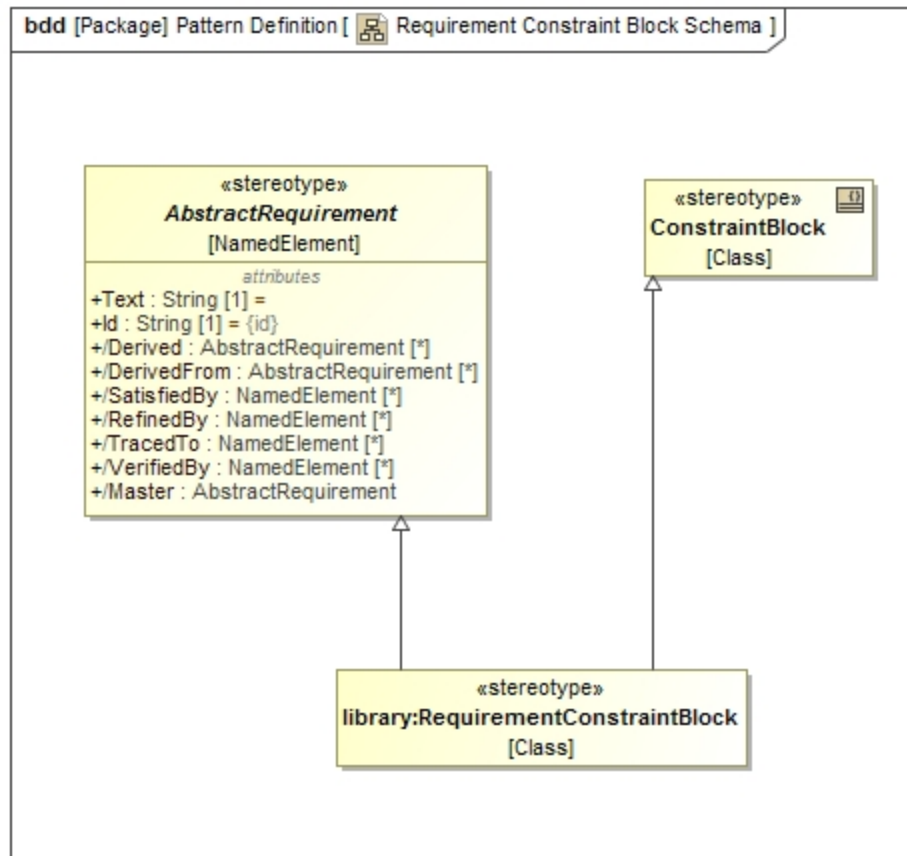 bdd [Package] Pattern Definition [ Requirement Constraint Block Schema ]
«stereotype»
AbstractRequirement
[NamedElement]
attributes
+Text : String [1] =
+Id : String [1] = {id}
+/Derived : AbstractRequirement [*]
+/DerivedFrom : AbstractRequirement [*]
+/SatisfiedBy : NamedElement [*]
+/RefinedBy : NamedElement [*]
+/TracedTo : NamedElement [*]
+/VerifiedBy : NamedElement [*]
+/Master : AbstractRequirement
«stereotype»
{}
ConstraintBlock
[Class]
«stereotype»
library:RequirementConstraintBlock
[Class]